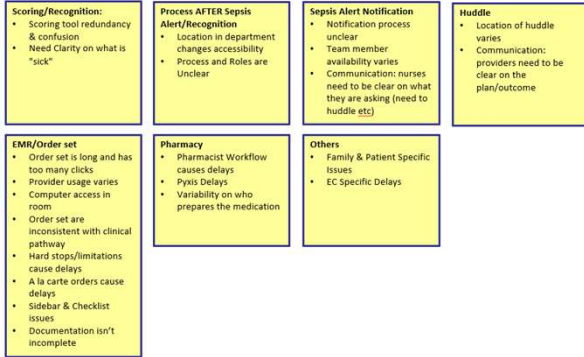 Scoring/Recognition:
• Scoring tool redundancy
& confusion
• Need Clarity on what is
"sick"
Process AFTER Sepsis
Alert/Recognition
• Location in department
changes accessibility
• Process and Roles are
Unclear
Sepsis Alert Notification
• Notification process
unclear
• Team member
availability varies
• Communication: nurses
need to be clear on what
they are asking (need to
huddle etc)
Huddle
• Location of huddle
varies
• Communication:
providers need to be
clear on the
plan/outcome
EMR/Order set
• Order set is long and has
too many clicks
• Provider usage varies
• Computer access in
room
• Order set are
inconsistent with clinical
pathway
• Hard stops/limitations
cause delays
• A la carte orders cause
delays
• Sidebar & Checklist
issues
• Documentation isn't
incomplete
Pharmacy
• Pharmacist Workflow
causes delays
• Pyxis Delays
• Variability on who
prepares the medication
Others
• Family & Patient Specific
Issues
• EC Specific Delays